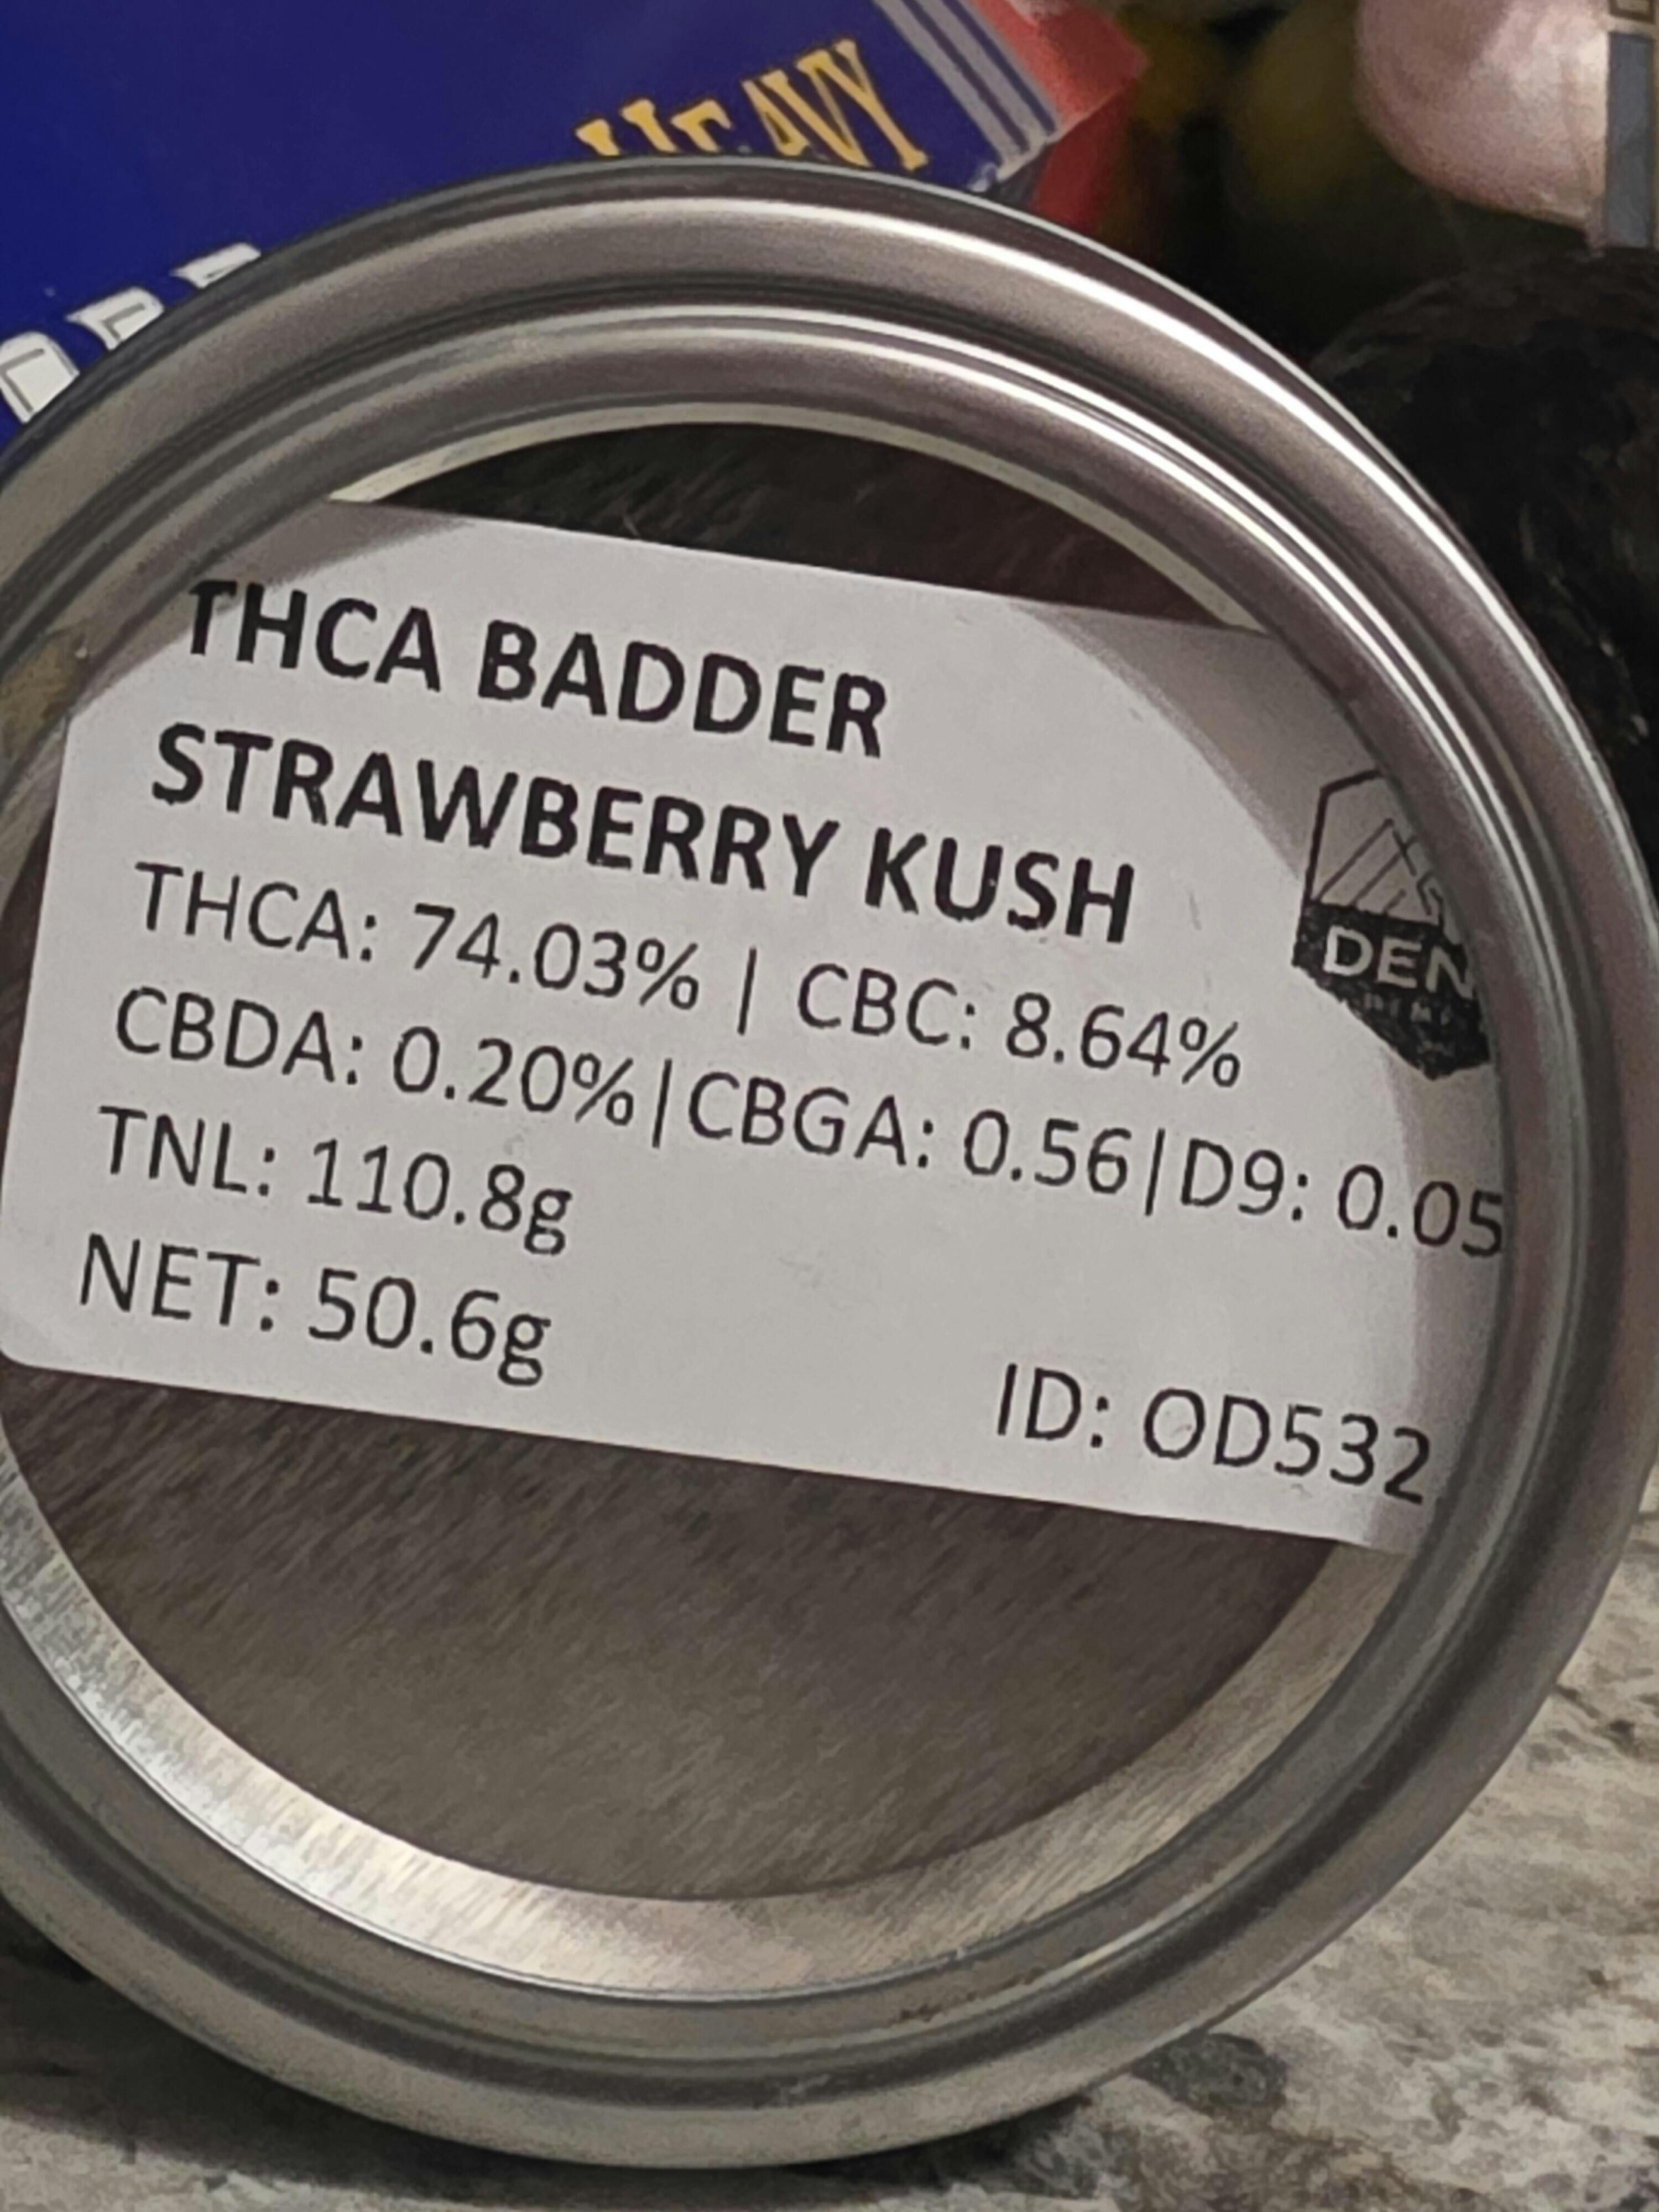 HEAVY
THCA BADDER
STRAWBERRY KUSH
THCA: 74.03% | CBC: 8.64%
CBDA: 0.20%|CBGA: 0.56|D9: 0.05
TNL: 110.8g
NET: 50.6g
ID: OD532
DEN